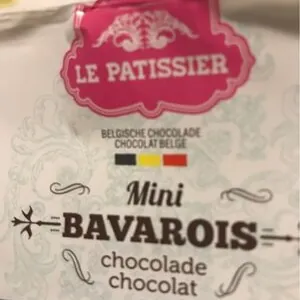 LE PATISSIER
BELGISCHE CHOCOLADE
CHOCOLAT BELGE
Mini
BAVAROIS
chocolade
chocolat